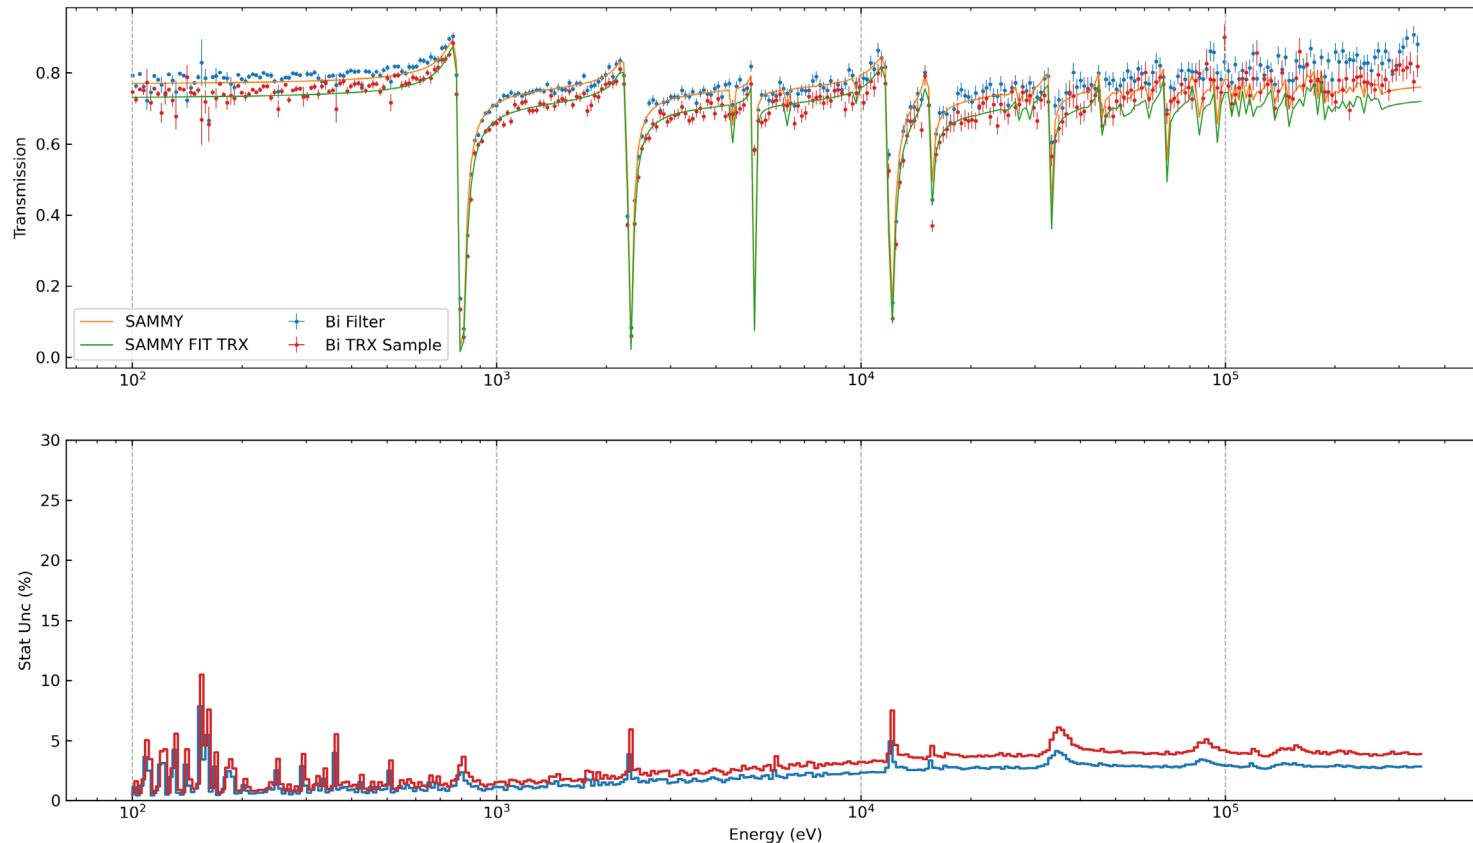 Transmission
0.8
0.6
0.4
0.2
0.0
SAMMY
SAMMY FIT TRX
Bi Filter
Bi TRX Sample
10² 10³ 10⁴ 10⁵
Stat Unc (%)
30
25
20
15
10
5
0
10² 10³ 10⁴ 10⁵
Energy (eV)